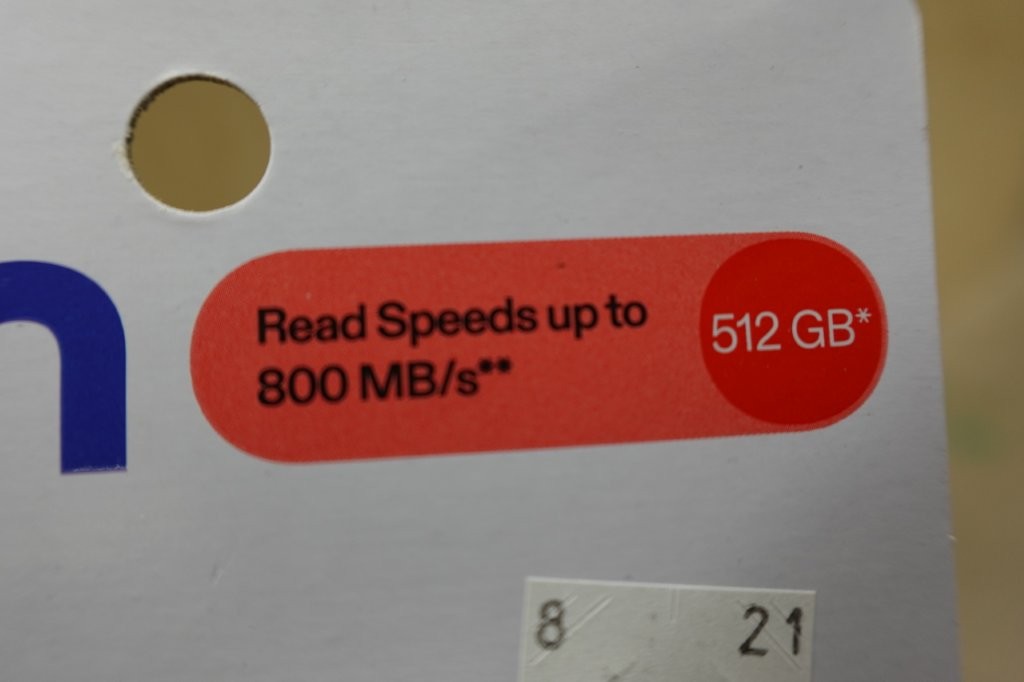 n
Read Speeds up to
800 MB/s**
512 GB*
8 21